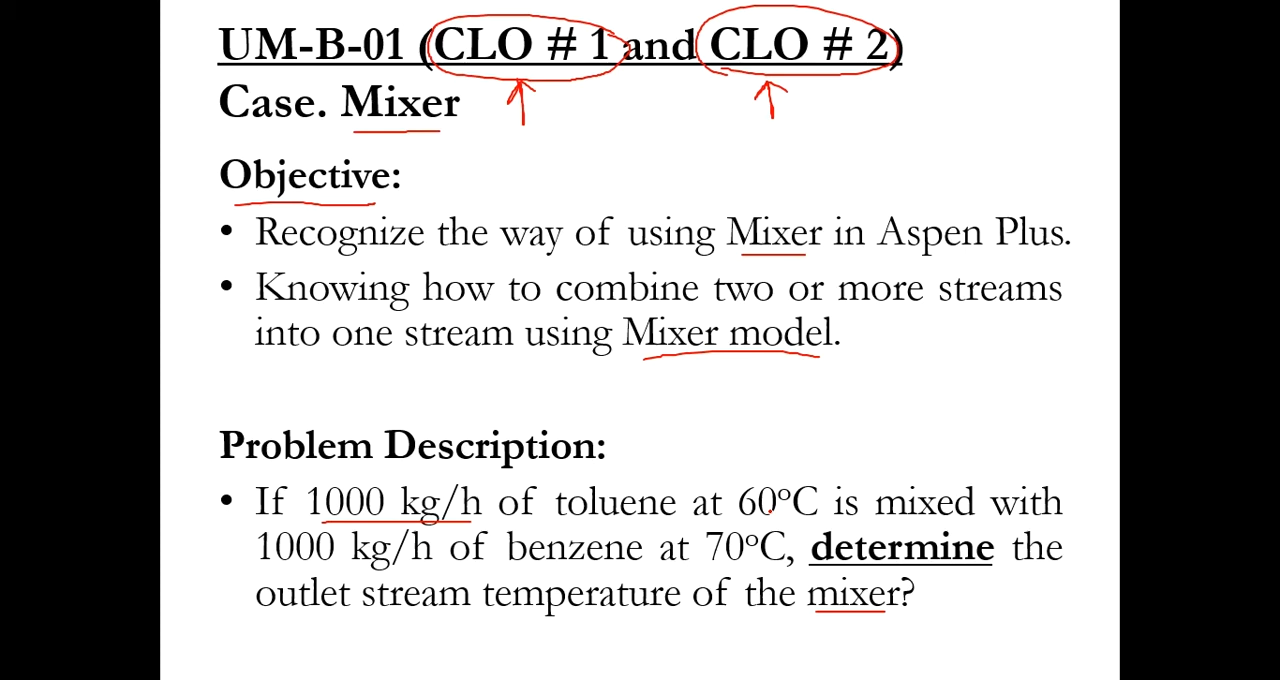 UM-B-01 (CLO # 1 and CLO # 2)
Case. Mixer
Objective:
• Recognize the way of using Mixer in Aspen Plus.
• Knowing how to combine two or more streams
into one stream using Mixer model.
Problem Description:
• If 1000 kg/h of toluene at 60ºC is mixed with
1000 kg/h of benzene at 70ºC, determine the
outlet stream temperature of the mixer?